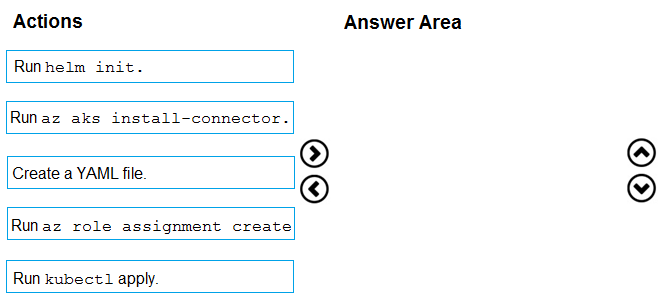 Actions
Answer Area
Run helm init.
Run az aks install-connector.
Create a YAML file.
Run az role assignment create
Run kubectl apply.